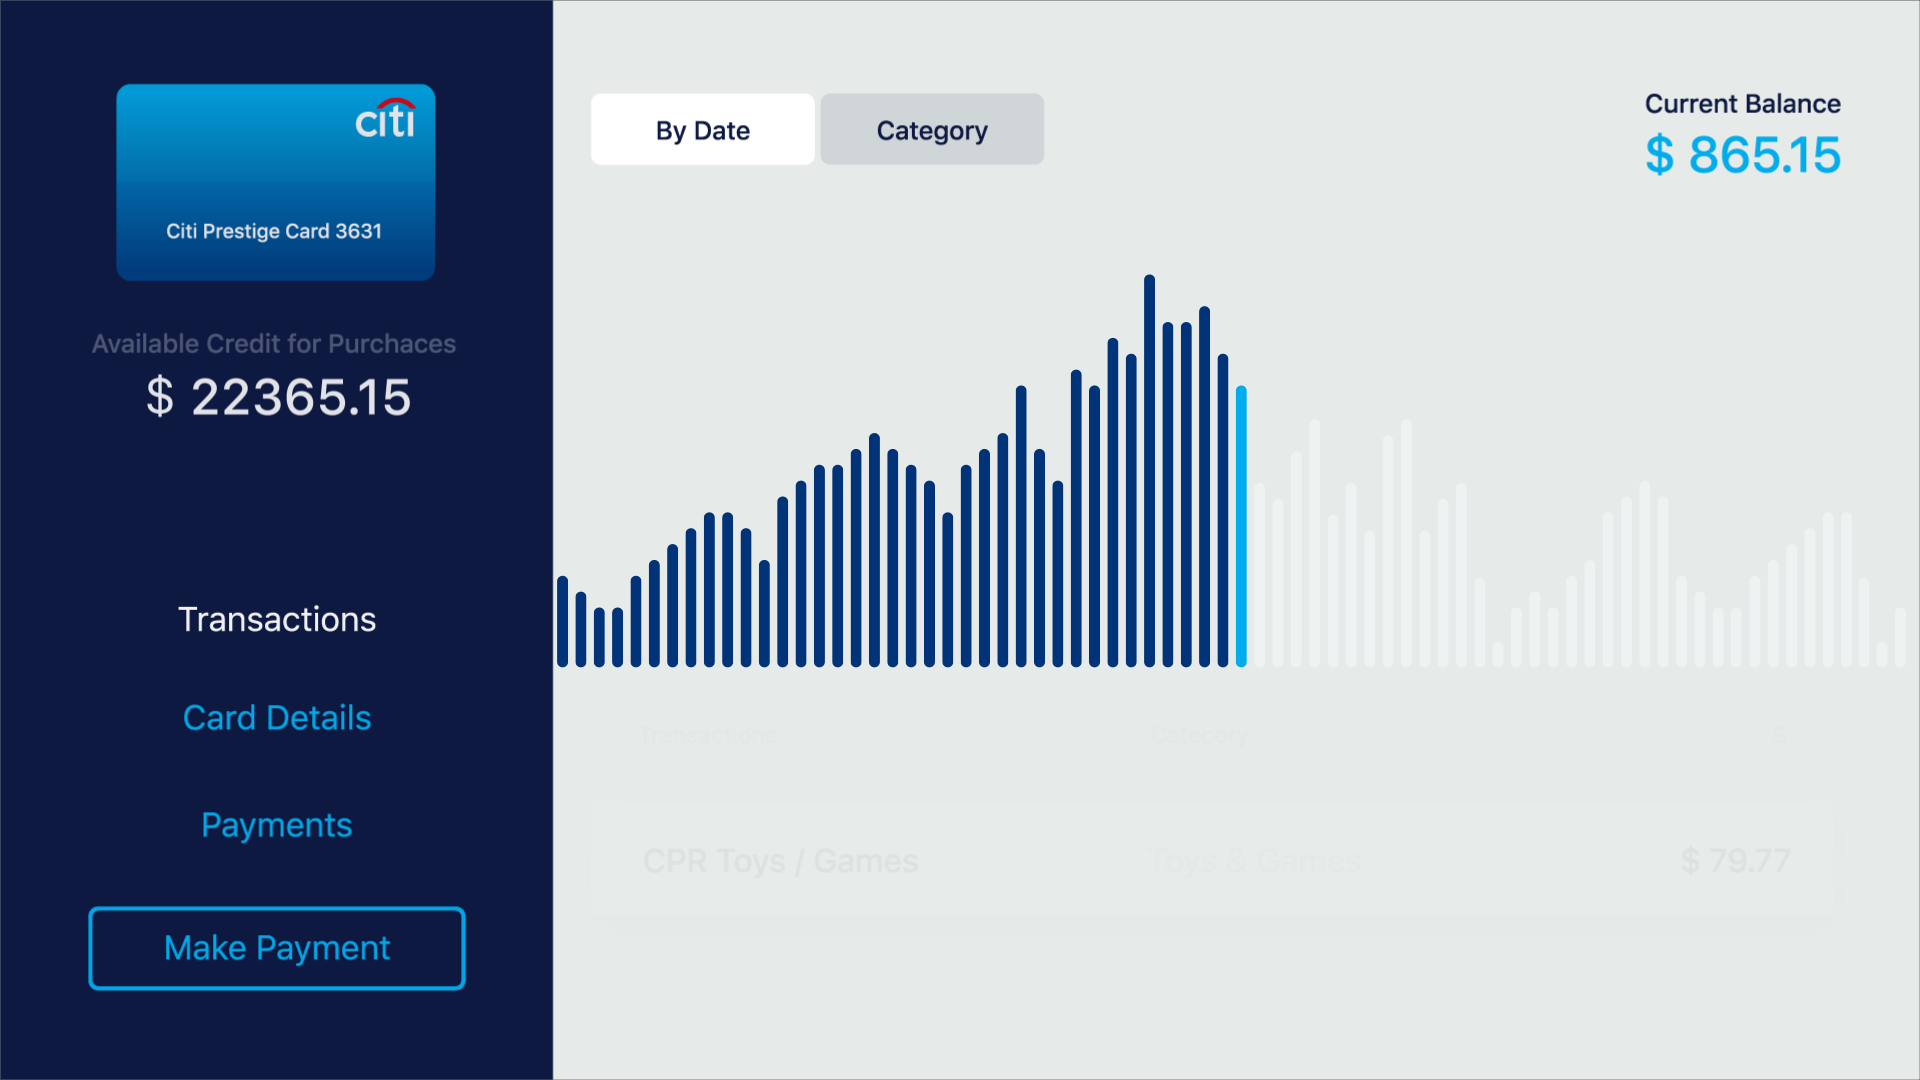 citi
Citi Prestige Card 3631
Available Credit for Purchaces
$ 22365.15
Transactions
Card Details
Payments
Make Payment
By Date
Category
Current Balance
$ 865.15
Transactions
Category
$
CPR Toys / Games
Toys & Games
$ 79.77